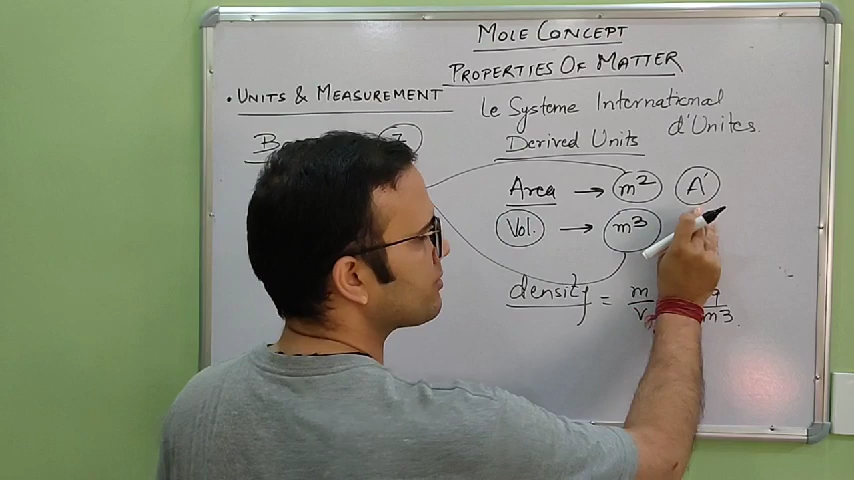 MOLE CONCEPT
PROPERTIES OF MATTER
• UNITS & MEASUREMENT
Le Systeme International
d'Unites.
Derived Units
Area → m² A'
Vol. → m³
density = m/v